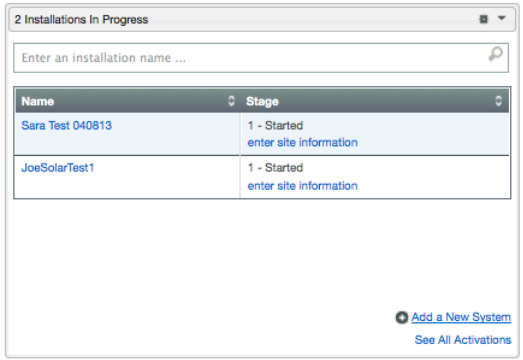 2 Installations In Progress
Enter an installation name ...
Name Stage
Sara Test 040813 1 - Started
enter site information
JoeSolarTest1 1 - Started
enter site information
Add a New System
See All Activations